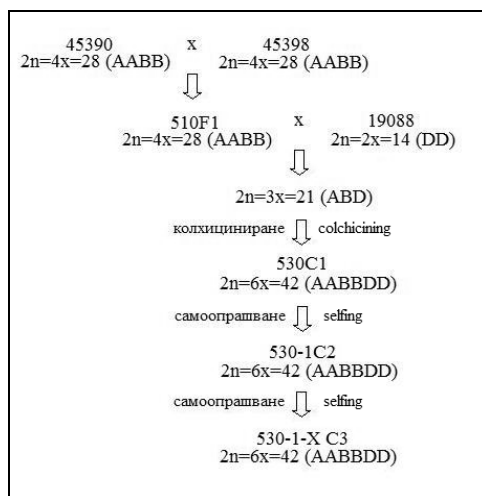 45390 x 45398
2n=4x=28 (AABB) 2n=4x=28 (AABB)
510F1 x 19088
2n=4x=28 (AABB) 2n=2x=14 (DD)
2n=3x=21 (ABD)
колхициниране colchicining
530C1
2n=6x=42 (AABBDD)
самоопрашване selfing
530-1C2
2n=6x=42 (AABBDD)
самоопрашване selfing
530-1-X C3
2n=6x=42 (AABBDD)